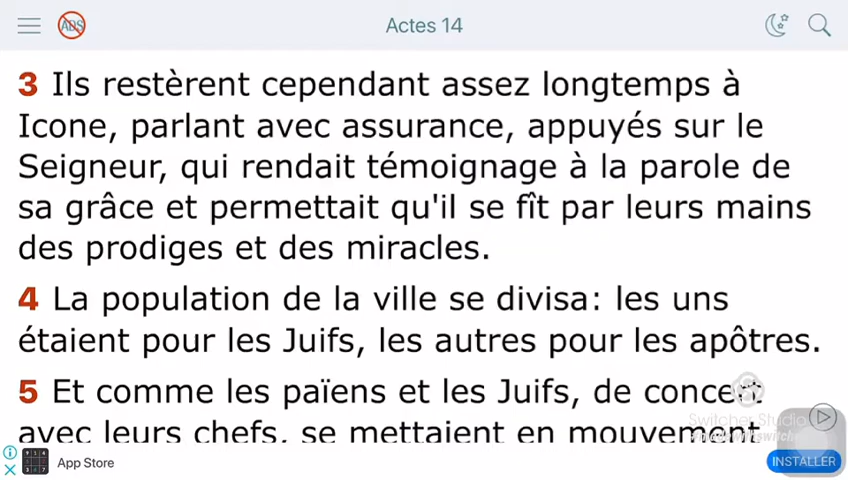 ADS
Actes 14
3 Ils restèrent cependant assez longtemps à
Icone, parlant avec assurance, appuyés sur le
Seigneur, qui rendait témoignage à la parole de
sa grâce et permettait qu'il se fît par leurs mains
des prodiges et des miracles.
4 La population de la ville se divisa: les uns
étaient pour les Juifs, les autres pour les apôtres.
5 Et comme les païens et les Juifs, de concert
avec leurs chefs, se mettaient en mouvement
Switcher Studio
App Store
INSTALLER